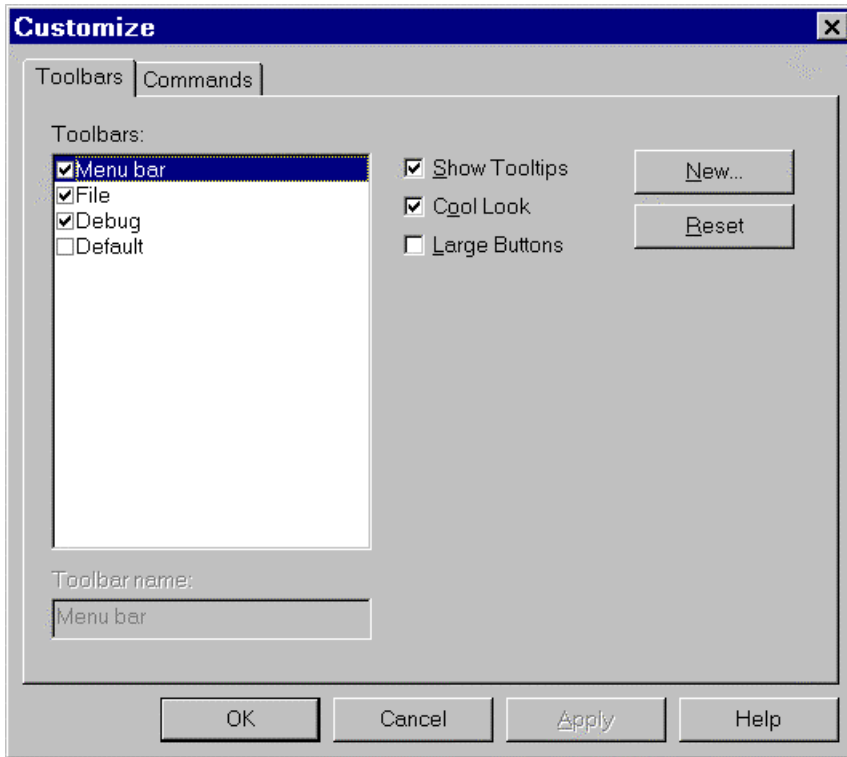 Customize
Toolbars Commands
Toolbars:
Menu bar
File
Debug
Default
Show Tooltips
Cool Look
Large Buttons
New...
Reset
Toolbar name:
Menu bar
OK Cancel Apply Help